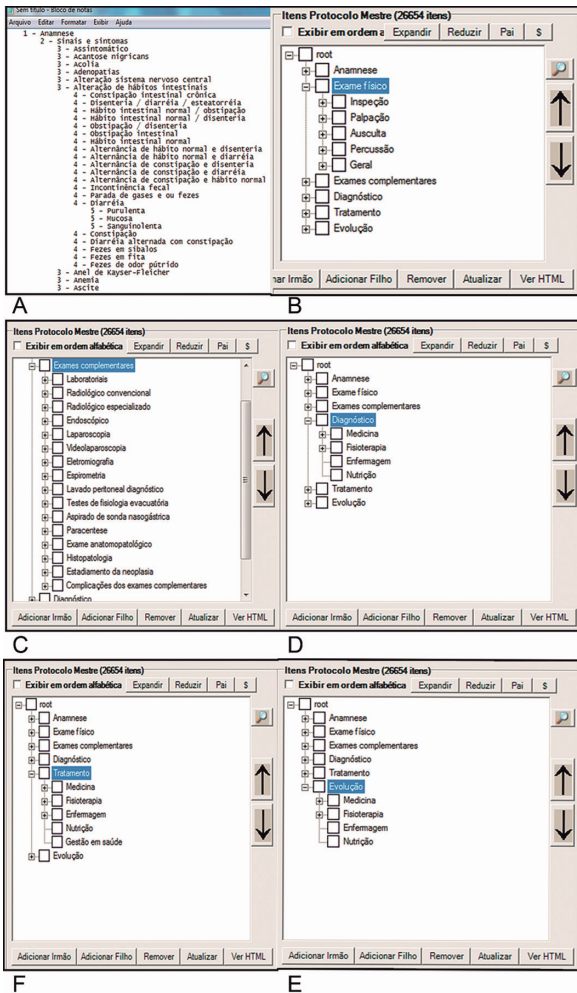 Sem título - Bloco de notas
Arquivo Editar Formatar Exibir Ajuda
1 - Anamnese
2 - Sinais e sintomas
3 - Assintomático
3 - Acantose nigricans
3 - Acolia
3 - Adenopatias
3 - Alteração sistema nervoso central
3 - Alteração de hábitos intestinais
4 - Constipação intestinal crônica
4 - Disenteria / diarréia / esteatorréia
4 - Hábito intestinal normal / obstipação
4 - Hábito intestinal normal / disenteria
4 - Obstipação / disenteria
4 - Obstipação intestinal
4 - Hábito intestinal normal
4 - Alternância de hábito normal e disenteria
4 - Alternância de hábito normal e diarréia
4 - Alternância de constipação e disenteria
4 - Alternância de constipação e diarréia
4 - Alternância de constipação e hábito normal
4 - Incontinência fecal
4 - Parada de gases e ou fezes
4 - Diarréia
5 - Purulenta
5 - Mucosa
5 - Sanguinolenta
4 - Constipação
4 - Diarréia alternada com constipação
4 - Fezes em síbalos
4 - Fezes em fita
4 - Fezes de odor pútrido
3 - Anel de Kayser-Fleicher
3 - Anemia
3 - Ascite
A
Itens Protocolo Mestre (26654 itens)
Exibir em ordem a Expandir Reduzir Pai $
root
Anamnese
Exame físico
Inspeção
Palpação
Ausculta
Percussão
Geral
Exames complementares
Diagnóstico
Tratamento
Evolução
nar Irmão Adicionar Filho Remover Atualizar Ver HTML
B
Itens Protocolo Mestre (26654 itens)
Exibir em ordem alfabética Expandir Reduzir Pai $
Exames complementares
Laboratoriais
Radiológico convencional
Radiológico especializado
Endoscópico
Laparoscopia
Videolaparoscopia
Eletromiografia
Espirometria
Lavado peritoneal diagnóstico
Testes de fisiologia evacuatória
Aspirado de sonda nasogástrica
Paracentese
Exame anatomopatológico
Histopatologia
Estadiamento da neoplasia
Complicações dos exames complementares
Diagnóstico
Adicionar Irmão Adicionar Filho Remover Atualizar Ver HTML
C
Itens Protocolo Mestre (26654 itens)
Exibir em ordem alfabética Expandir Reduzir Pai $
root
Anamnese
Exame físico
Exames complementares
Diagnóstico
Medicina
Fisioterapia
Enfermagem
Nutrição
Tratamento
Evolução
Adicionar Irmão Adicionar Filho Remover Atualizar Ver HTML
D
Itens Protocolo Mestre (26654 itens)
Exibir em ordem alfabética Expandir Reduzir Pai $
root
Anamnese
Exame físico
Exames complementares
Diagnóstico
Tratamento
Medicina
Fisioterapia
Enfermagem
Nutrição
Gestão em saúde
Evolução
Adicionar Irmão Adicionar Filho Remover Atualizar Ver HTML
F
Itens Protocolo Mestre (26654 itens)
Exibir em ordem alfabética Expandir Reduzir Pai $
root
Anamnese
Exame físico
Exames complementares
Diagnóstico
Tratamento
Evolução
Medicina
Fisioterapia
Enfermagem
Nutrição
Adicionar Irmão Adicionar Filho Remover Atualizar Ver HTML
E